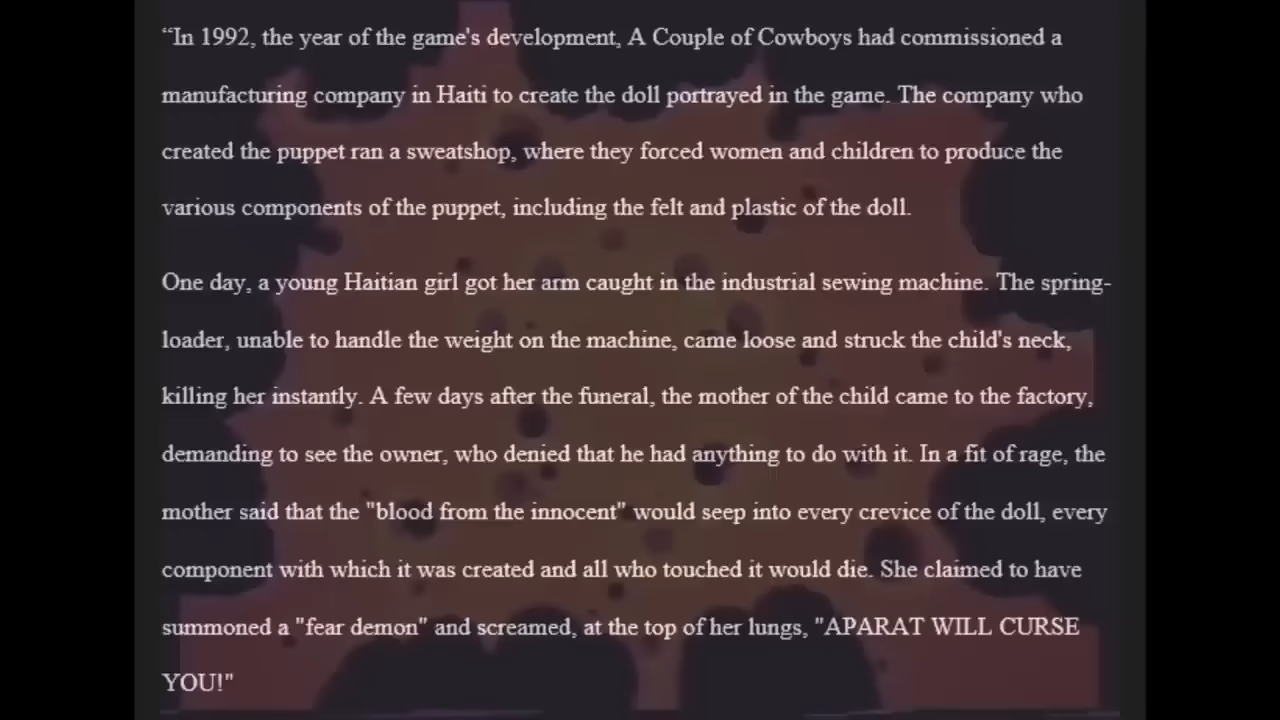 “In 1992, the year of the game's development, A Couple of Cowboys had commissioned a
manufacturing company in Haiti to create the doll portrayed in the game. The company who
created the puppet ran a sweatshop, where they forced women and children to produce the
various components of the puppet, including the felt and plastic of the doll.
One day, a young Haitian girl got her arm caught in the industrial sewing machine. The spring-
loader, unable to handle the weight on the machine, came loose and struck the child's neck,
killing her instantly. A few days after the funeral, the mother of the child came to the factory,
demanding to see the owner, who denied that he had anything to do with it. In a fit of rage, the
mother said that the "blood from the innocent" would seep into every crevice of the doll, every
component with which it was created and all who touched it would die. She claimed to have
summoned a "fear demon" and screamed, at the top of her lungs, "APARAT WILL CURSE
YOU!"